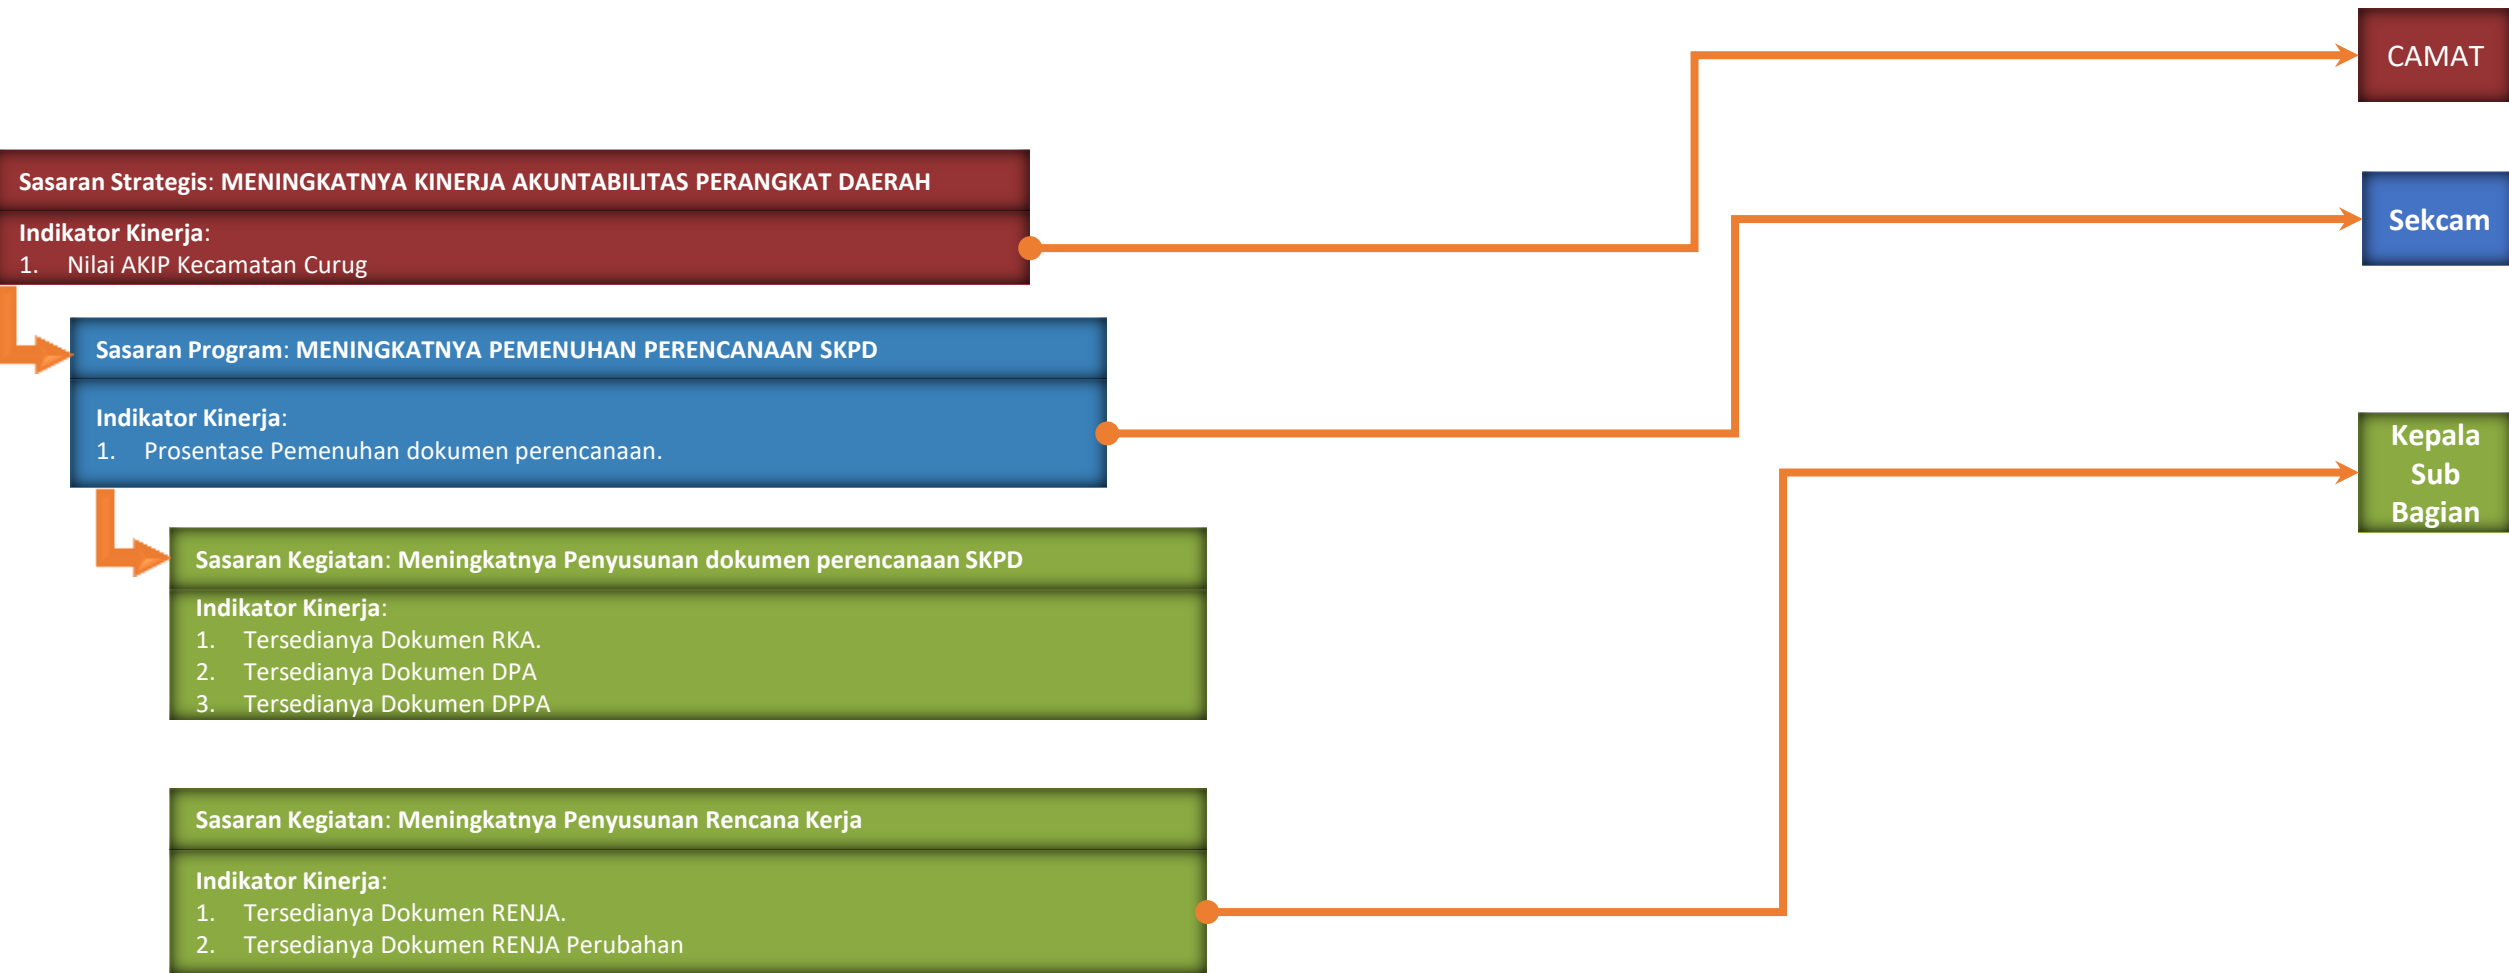 CAMAT
Sasaran Strategis: MENINGKATNYA KINERJA AKUNTABILITAS PERANGKAT DAERAH
Indikator Kinerja:
1. Nilai AKIP Kecamatan Curug
Sekcam
Sasaran Program: MENINGKATNYA PEMENUHAN PERENCANAAN SKPD
Indikator Kinerja:
1. Prosentase Pemenuhan dokumen perencanaan.
Kepala
Sub
Bagian
Sasaran Kegiatan: Meningkatnya Penyusunan dokumen perencanaan SKPD
Indikator Kinerja:
1. Tersedianya Dokumen RKA.
2. Tersedianya Dokumen DPA
3. Tersedianya Dokumen DPPA
Sasaran Kegiatan: Meningkatnya Penyusunan Rencana Kerja
Indikator Kinerja:
1. Tersedianya Dokumen RENJA.
2. Tersedianya Dokumen RENJA Perubahan